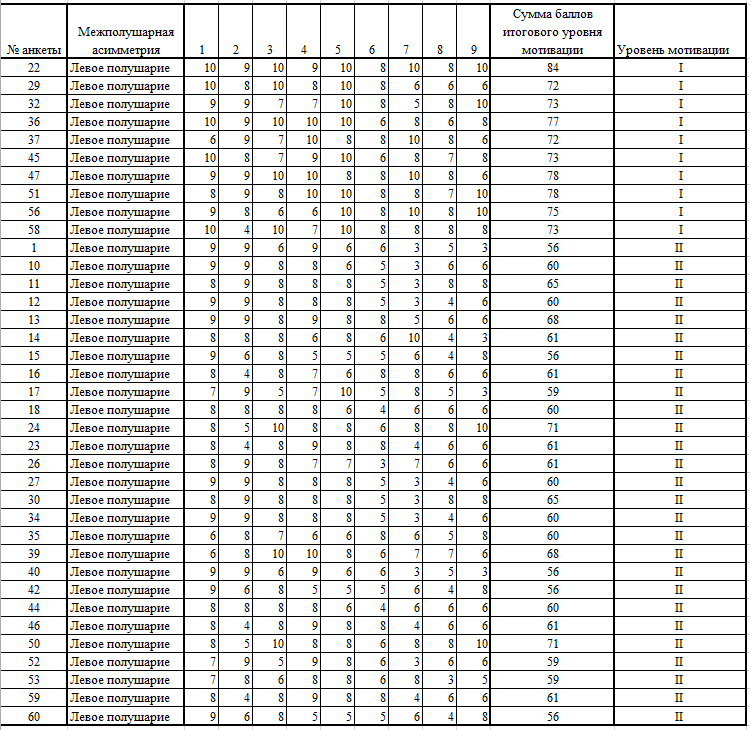 № анкеты Межполушарная асимметрия 1 2 3 4 5 6 7 8 9 Сумма баллов итогового уровня мотивации Уровень мотивации
22 Левое полушарие 10 9 10 9 10 8 10 8 10 84 I
29 Левое полушарие 10 8 10 8 10 8 6 6 6 72 I
32 Левое полушарие 9 9 7 7 10 8 5 8 10 73 I
36 Левое полушарие 10 9 10 10 10 6 8 6 8 77 I
37 Левое полушарие 6 9 7 10 8 8 10 8 6 72 I
45 Левое полушарие 10 8 7 9 10 6 8 7 8 73 I
47 Левое полушарие 9 9 10 10 8 8 10 8 6 78 I
51 Левое полушарие 8 9 8 10 10 8 8 7 10 78 I
56 Левое полушарие 9 8 6 6 10 8 10 8 10 75 I
58 Левое полушарие 10 4 10 7 10 8 8 8 8 73 I
1 Левое полушарие 9 9 6 9 6 6 3 5 3 56 II
10 Левое полушарие 9 9 8 8 6 5 3 6 6 60 II
11 Левое полушарие 8 9 8 8 8 5 3 8 8 65 II
12 Левое полушарие 9 9 8 8 8 5 3 4 6 60 II
13 Левое полушарие 9 9 8 9 8 8 5 6 6 68 II
14 Левое полушарие 8 8 8 6 8 6 10 4 3 61 II
15 Левое полушарие 9 6 8 5 5 5 6 4 8 56 II
16 Левое полушарие 8 4 8 7 6 8 8 6 6 61 II
17 Левое полушарие 7 9 5 7 10 5 8 5 3 59 II
18 Левое полушарие 8 8 8 8 6 4 6 6 6 60 II
24 Левое полушарие 8 5 10 8 8 6 8 8 10 71 II
23 Левое полушарие 8 4 8 9 8 8 4 6 6 61 II
26 Левое полушарие 8 9 8 7 7 3 7 6 6 61 II
27 Левое полушарие 9 9 8 8 8 5 3 4 6 60 II
30 Левое полушарие 8 9 8 8 8 5 3 8 8 65 II
34 Левое полушарие 9 9 8 8 8 5 3 4 6 60 II
35 Левое полушарие 6 8 7 6 6 8 6 5 8 60 II
39 Левое полушарие 6 8 10 10 8 6 7 7 6 68 II
40 Левое полушарие 9 9 6 9 6 6 3 5 3 56 II
42 Левое полушарие 9 6 8 5 5 5 6 4 8 56 II
44 Левое полушарие 8 8 8 8 6 4 6 6 6 60 II
46 Левое полушарие 8 4 8 9 8 8 4 6 6 61 II
50 Левое полушарие 8 5 10 8 8 6 8 8 10 71 II
52 Левое полушарие 7 9 5 9 8 6 3 6 6 59 II
53 Левое полушарие 7 8 6 8 8 6 8 3 5 59 II
59 Левое полушарие 8 4 8 9 8 8 4 6 6 61 II
60 Левое полушарие 9 6 8 5 5 5 6 4 8 56 II